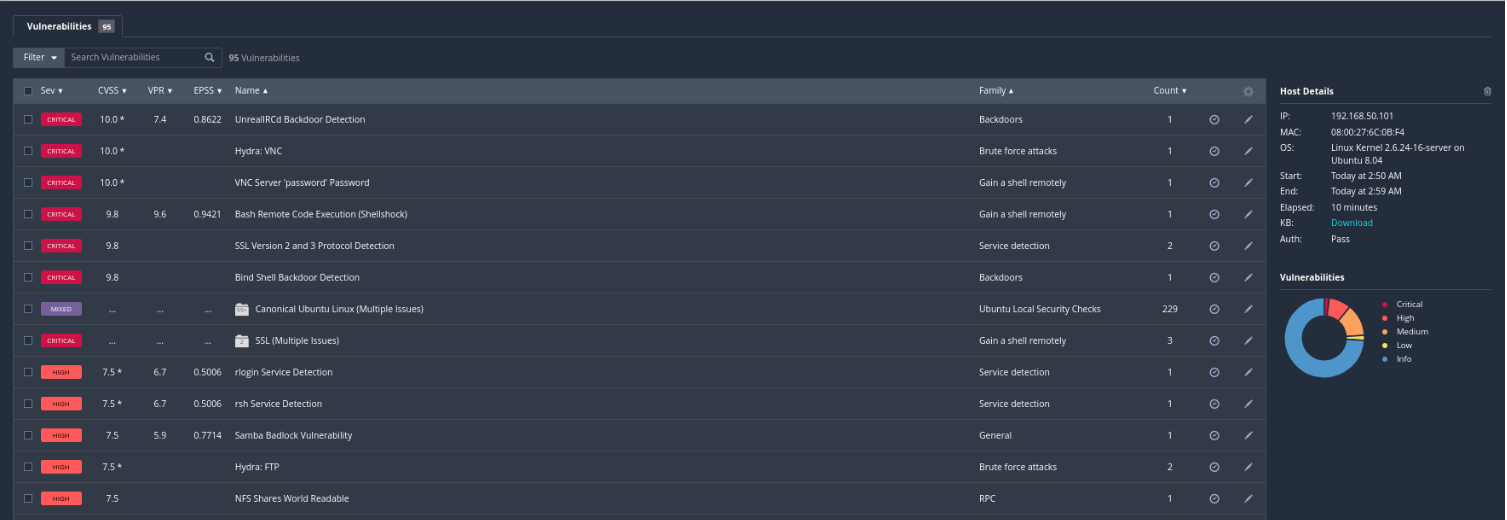 Vulnerabilities 95
Filter Search Vulnerabilities 95 Vulnerabilities
Sev CVSS VPR EPSS Name Family Count
CRITICAL 10.0 * 7.4 0.8622 UnrealIRCd Backdoor Detection Backdoors 1
CRITICAL 10.0 * Hydra: VNC Brute force attacks 1
CRITICAL 10.0 * VNC Server 'password' Password Gain a shell remotely 1
CRITICAL 9.8 9.6 0.9421 Bash Remote Code Execution (Shellshock) Gain a shell remotely 1
CRITICAL 9.8 SSL Version 2 and 3 Protocol Detection Service detection 2
CRITICAL 9.8 Bind Shell Backdoor Detection Backdoors 1
MIXED ... ... ... Canonical Ubuntu Linux (Multiple Issues) Ubuntu Local Security Checks 229
CRITICAL ... ... ... 2 SSL (Multiple Issues) Gain a shell remotely 3
HIGH 7.5 * 6.7 0.5006 rlogin Service Detection Service detection 1
HIGH 7.5 * 6.7 0.5006 rsh Service Detection Service detection 1
HIGH 7.5 5.9 0.7714 Samba Badlock Vulnerability General 1
HIGH 7.5 * Hydra: FTP Brute force attacks 2
HIGH 7.5 NFS Shares World Readable RPC 1
Host Details
IP: 192.168.50.101
MAC: 08:00:27:6C:0B:F4
OS: Linux Kernel 2.6.24-16-server on
Ubuntu 8.04
Start: Today at 2:50 AM
End: Today at 2:59 AM
Elapsed: 10 minutes
KB: Download
Auth: Pass
Vulnerabilities
Critical
High
Medium
Low
Info